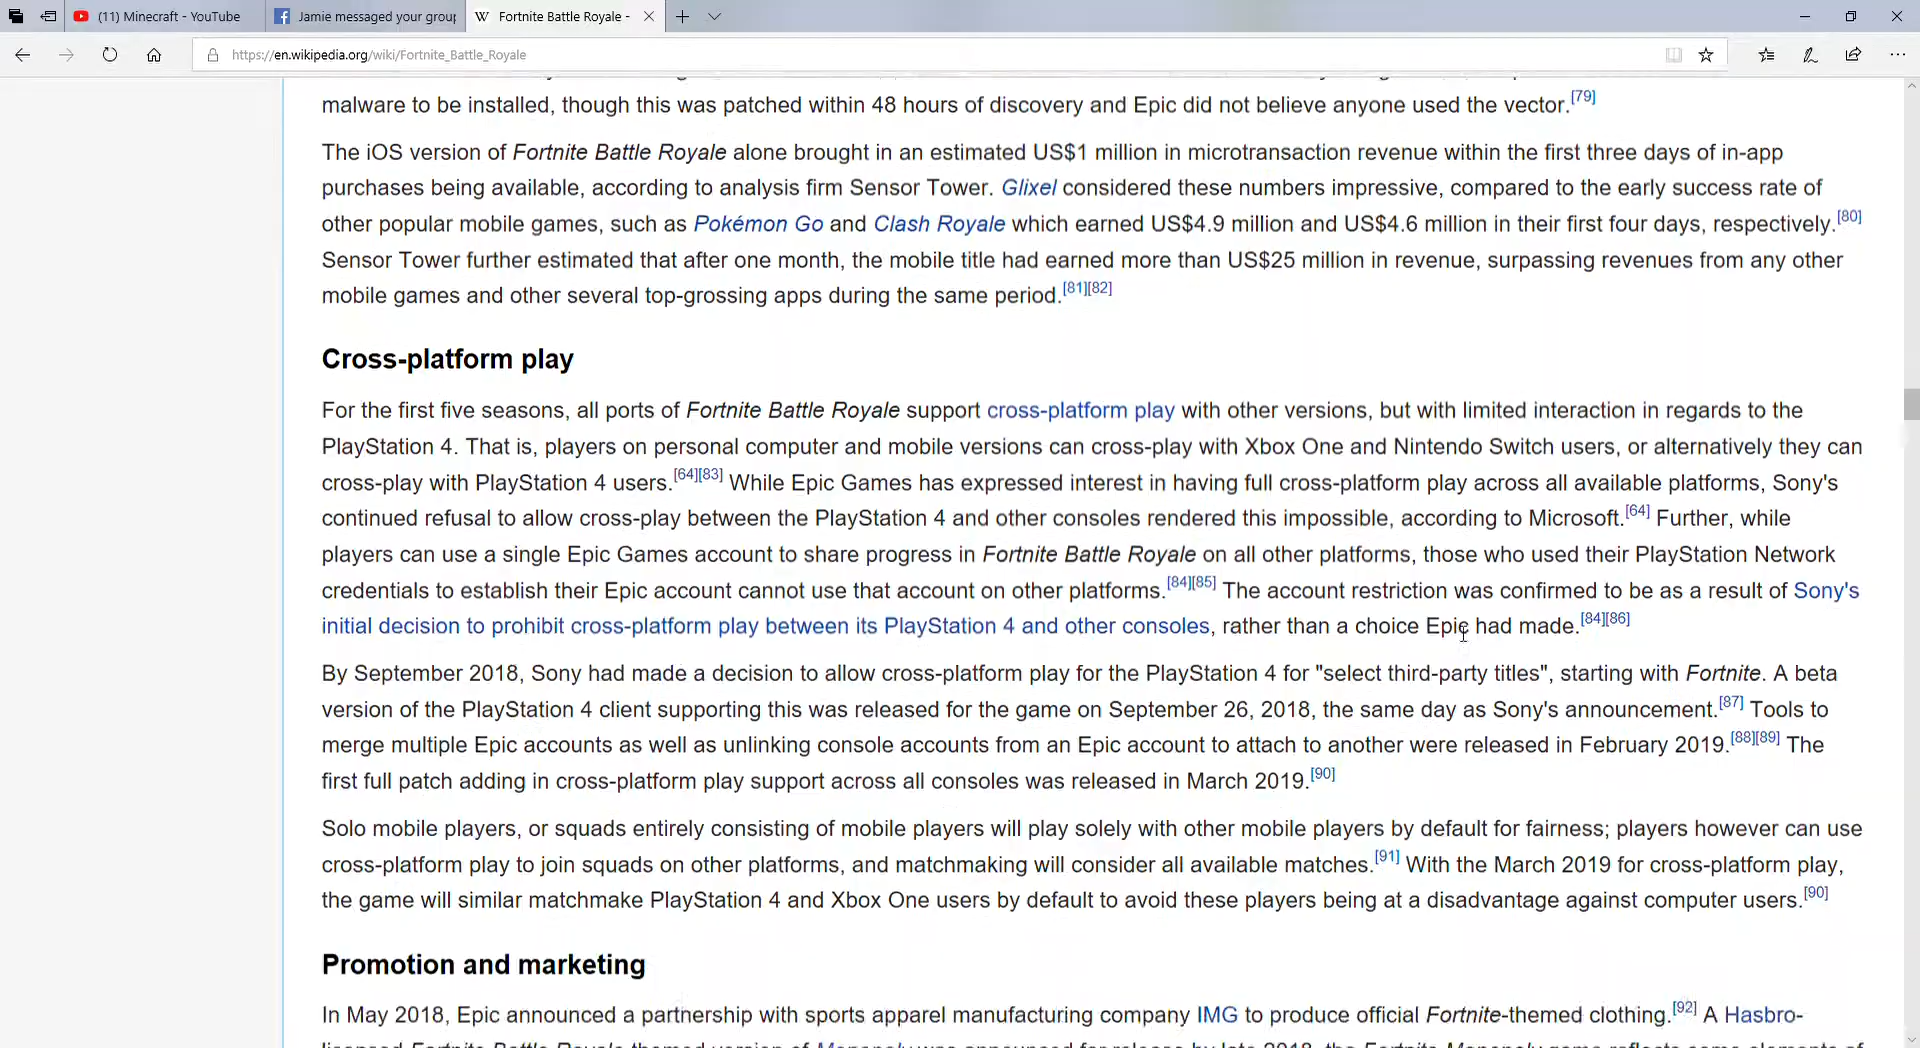 (11) Minecraft - YouTube
Jamie messaged your group
Fortnite Battle Royale -
https://en.wikipedia.org/wiki/Fortnite_Battle_Royale
malware to be installed, though this was patched within 48 hours of discovery and Epic did not believe anyone used the vector.[79]
The iOS version of Fortnite Battle Royale alone brought in an estimated US$1 million in microtransaction revenue within the first three days of in-app
purchases being available, according to analysis firm Sensor Tower. Glixel considered these numbers impressive, compared to the early success rate of
other popular mobile games, such as Pokémon Go and Clash Royale which earned US$4.9 million and US$4.6 million in their first four days, respectively.[80]
Sensor Tower further estimated that after one month, the mobile title had earned more than US$25 million in revenue, surpassing revenues from any other
mobile games and other several top-grossing apps during the same period.[81][82]
Cross-platform play
For the first five seasons, all ports of Fortnite Battle Royale support cross-platform play with other versions, but with limited interaction in regards to the
PlayStation 4. That is, players on personal computer and mobile versions can cross-play with Xbox One and Nintendo Switch users, or alternatively they can
cross-play with PlayStation 4 users.[64][83] While Epic Games has expressed interest in having full cross-platform play across all available platforms, Sony's
continued refusal to allow cross-play between the PlayStation 4 and other consoles rendered this impossible, according to Microsoft.[64] Further, while
players can use a single Epic Games account to share progress in Fortnite Battle Royale on all other platforms, those who used their PlayStation Network
credentials to establish their Epic account cannot use that account on other platforms.[84][85] The account restriction was confirmed to be as a result of Sony's
initial decision to prohibit cross-platform play between its PlayStation 4 and other consoles, rather than a choice Epic had made.[84][86]
By September 2018, Sony had made a decision to allow cross-platform play for the PlayStation 4 for "select third-party titles", starting with Fortnite. A beta
version of the PlayStation 4 client supporting this was released for the game on September 26, 2018, the same day as Sony's announcement.[87] Tools to
merge multiple Epic accounts as well as unlinking console accounts from an Epic account to attach to another were released in February 2019.[88][89] The
first full patch adding in cross-platform play support across all consoles was released in March 2019.[90]
Solo mobile players, or squads entirely consisting of mobile players will play solely with other mobile players by default for fairness; players however can use
cross-platform play to join squads on other platforms, and matchmaking will consider all available matches.[91] With the March 2019 for cross-platform play,
the game will similar matchmake PlayStation 4 and Xbox One users by default to avoid these players being at a disadvantage against computer users.[90]
Promotion and marketing
In May 2018, Epic announced a partnership with sports apparel manufacturing company IMG to produce official Fortnite-themed clothing.[92] A Hasbro-
licensed Fortnite Battle Royale themed version of Monopoly was announced for release by late 2018; the Fortnite Monopoly game reflects some elements of